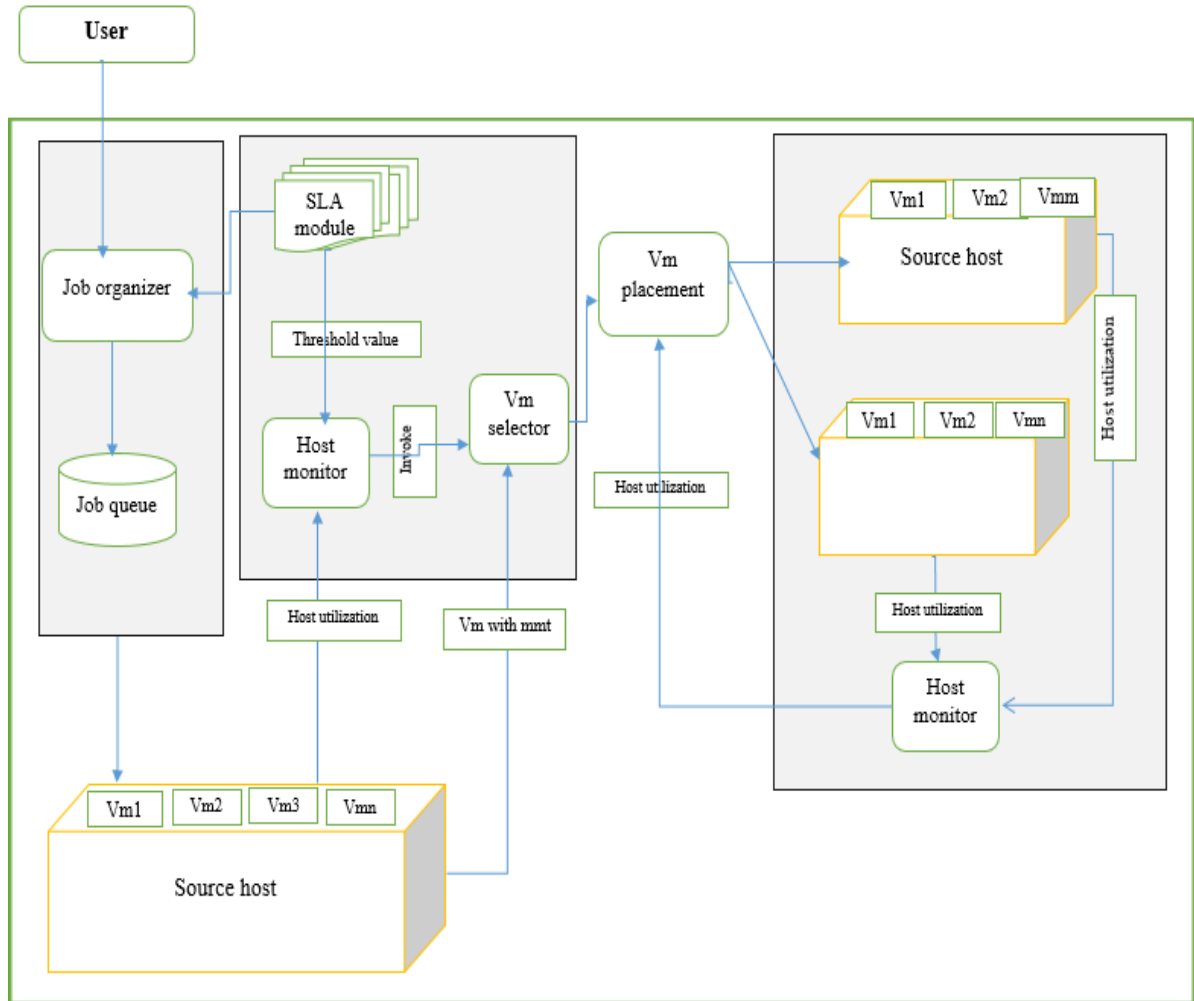 User
SLA
module
Vm1
Vm2
Vmm
Source host
Job organizer
Vm
placement
Threshold value
Host utilization
Vm
selector
Vm1
Vm2
Vmn
Host
monitor
Invoke
Job queue
Host utilization
Host utilization
Host utilization
Vm with mmt
Host
monitor
Vm1
Vm2
Vm3
Vmn
Source host